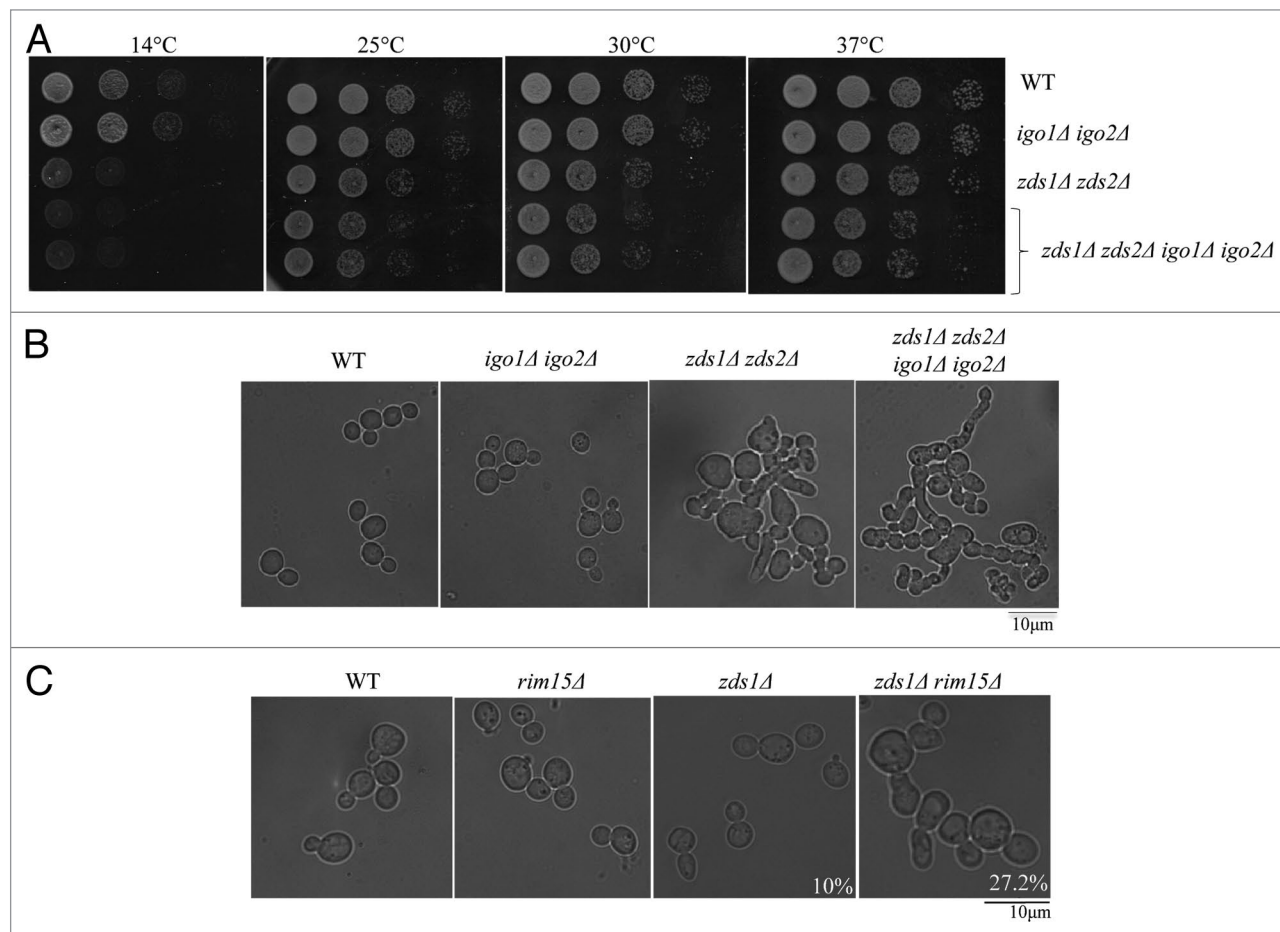 A
14°C 25°C 30°C 37°C
WT
igo1Δ igo2Δ
zds1Δ zds2Δ
zds1Δ zds2Δ igo1Δ igo2Δ
B
WT igo1Δ igo2Δ zds1Δ zds2Δ zds1Δ zds2Δ
igo1Δ igo2Δ
10μm
C
WT rim15Δ zds1Δ zds1Δ rim15Δ
10% 27.2%
10μm